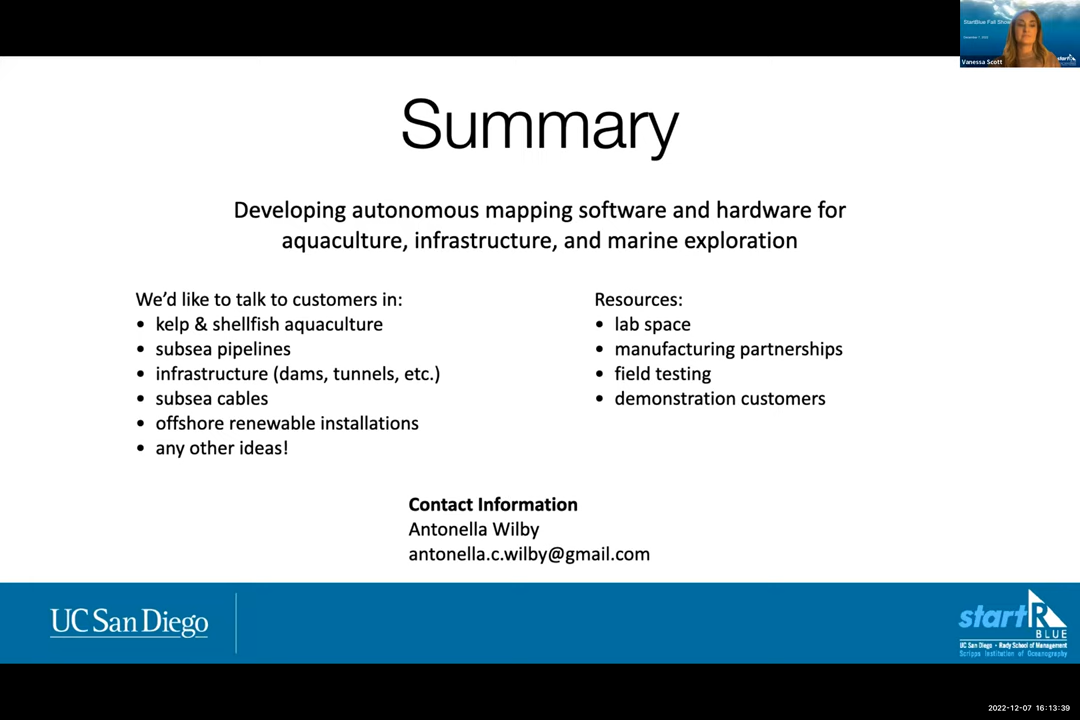 StartBlue Fall
Vanessa Scott
Summary
Developing autonomous mapping software and hardware for
aquaculture, infrastructure, and marine exploration
We'd like to talk to customers in:
• kelp & shellfish aquaculture
• subsea pipelines
• infrastructure (dams, tunnels, etc.)
• subsea cables
• offshore renewable installations
• any other ideas!
Resources:
• lab space
• manufacturing partnerships
• field testing
• demonstration customers
Contact Information
Antonella Wilby
antonella.c.wilby@gmail.com
UC San Diego
startR
BLUE
UC San Diego - Rady School of Management
Scripps Institution of Oceanography
2022-12-07 16:13:39